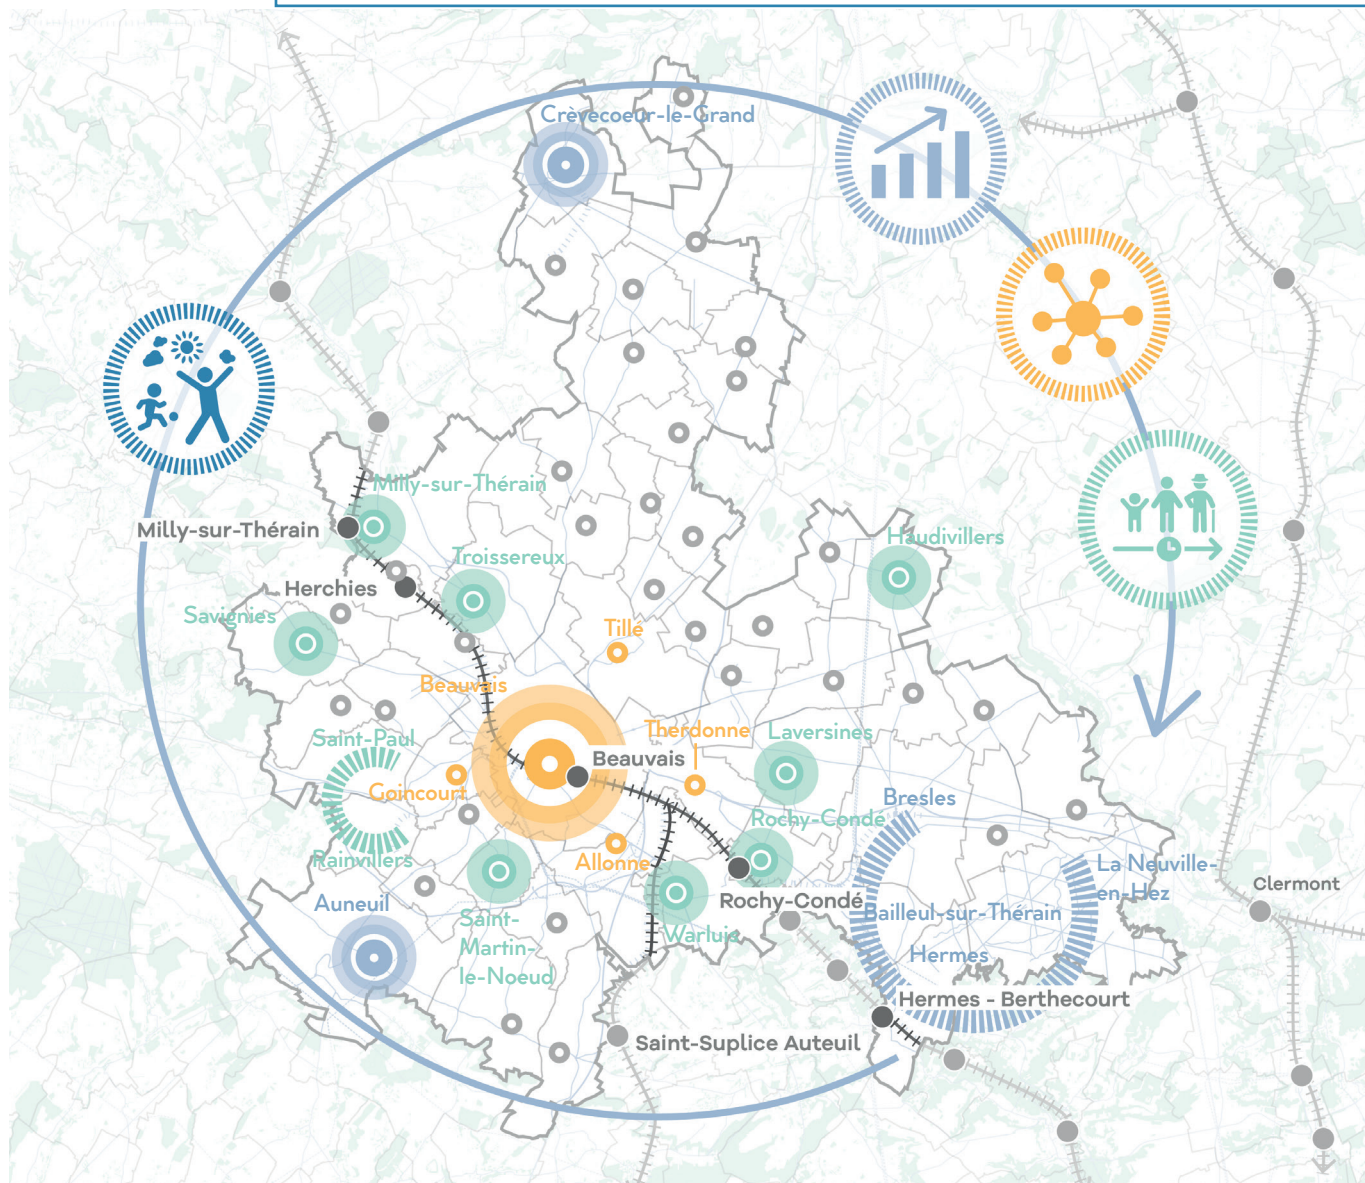 Crèvecoeur-le-Grand
Milly-sur-Thérain
Milly-sur-Thérain
Troissereux
Haudivillers
Herchies
Savignies
Tillé
Beauvais
Saint-Paul
Therdonne
Laversines
Beauvais
Goincourt
Bresles
Rochy-Condé
Rainvillers
Allonne
La Neuville-
en-Hez
Clermont
Auneuil
Rochy-Condé
Bailleul-sur-Thérain
Saint-
Martin-
le-Noeud
Warluis
Hermes
Hermes - Berthecourt
Saint-Suplice Auteuil